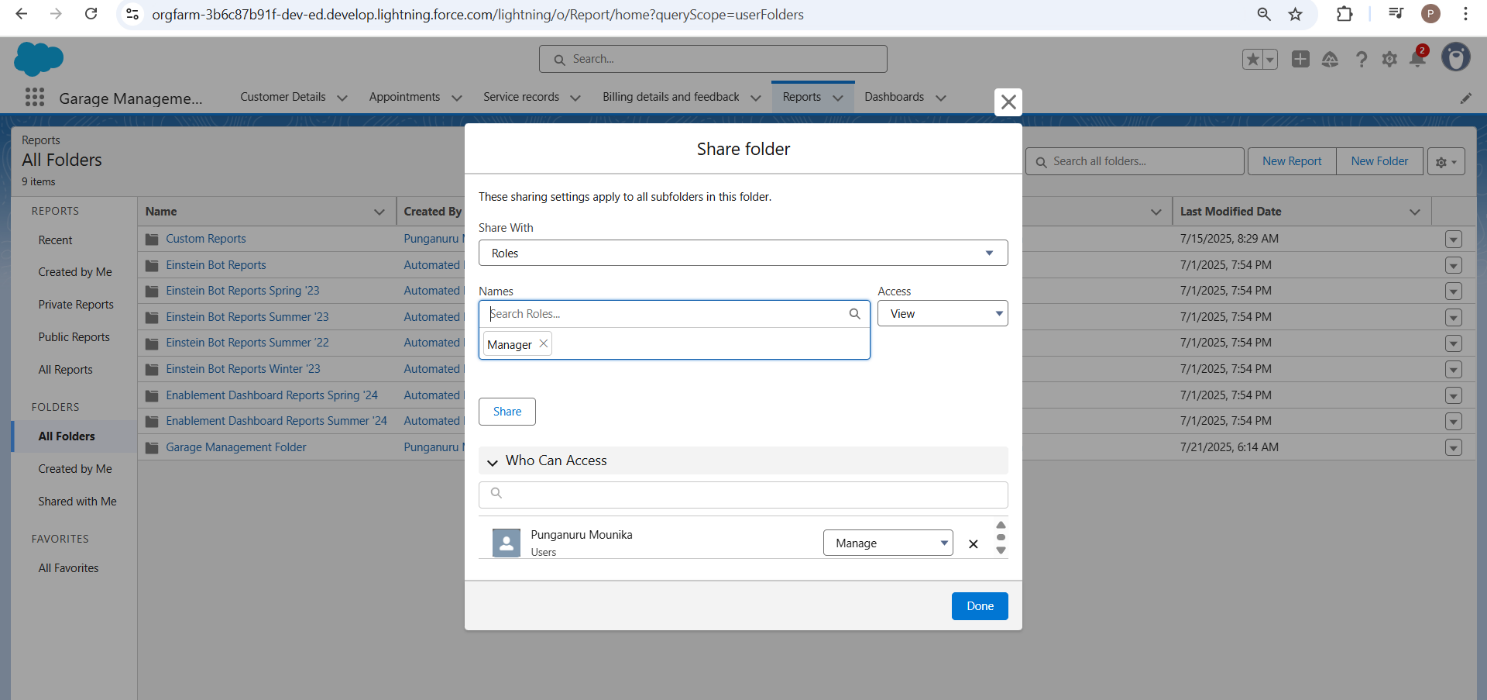 orgfarm-3b6c87b91f-dev-ed.develop.lightning.force.com/lightning/o/Report/home?queryScope=userFolders
P
Search...
2
Garage Manageme...
Customer Details
Appointments
Service records
Billing details and feedback
Reports
Dashboards
Reports
All Folders
9 items
Search all folders...
New Report
New Folder
REPORTS
Recent
Created by Me
Private Reports
Public Reports
All Reports
FOLDERS
All Folders
Created by Me
Shared with Me
FAVORITES
All Favorites
Name Created By Last Modified Date
Custom Reports Punganuru 7/15/2025, 8:29 AM
Einstein Bot Reports Automated 7/1/2025, 7:54 PM
Einstein Bot Reports Spring '23 Automated 7/1/2025, 7:54 PM
Einstein Bot Reports Summer '23 Automated 7/1/2025, 7:54 PM
Einstein Bot Reports Summer '22 Automated 7/1/2025, 7:54 PM
Einstein Bot Reports Winter '23 Automated 7/1/2025, 7:54 PM
Enablement Dashboard Reports Spring '24 Automated 7/1/2025, 7:54 PM
Enablement Dashboard Reports Summer '24 Automated 7/1/2025, 7:54 PM
Garage Management Folder Punganuru 7/21/2025, 6:14 AM
Share folder
These sharing settings apply to all subfolders in this folder.
Share With
Roles
Names Access
Search Roles... View
Manager
Share
Who Can Access
Punganuru Mounika
Users
Manage
Done